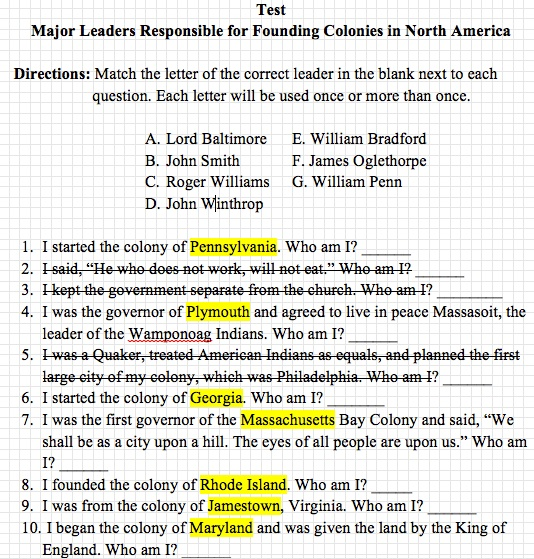 Test
Major Leaders Responsible for Founding Colonies in North America
Directions: Match the letter of the correct leader in the blank next to each
question. Each letter will be used once or more than once.
A. Lord Baltimore E. William Bradford
B. John Smith F. James Oglethorpe
C. Roger Williams G. William Penn
D. John Winthrop
1. I started the colony of Pennsylvania. Who am I? ______
2. I said, “He who does not work, will not eat.” Who am I? ______
3. I kept the government separate from the church. Who am I? ________
4. I was the governor of Plymouth and agreed to live in peace Massasoit, the
leader of the Wamponoag Indians. Who am I? ______
5. I was a Quaker, treated American Indians as equals, and planned the first
large city of my colony, which was Philadelphia. Who am I? ______
6. I started the colony of Georgia. Who am I? _______
7. I was the first governor of the Massachusetts Bay Colony and said, “We
shall be as a city upon a hill. The eyes of all people are upon us.” Who am
I? ______
8. I founded the colony of Rhode Island. Who am I? _____
9. I was from the colony of Jamestown, Virginia. Who am I? ______
10. I began the colony of Maryland and was given the land by the King of
England. Who am I? ______